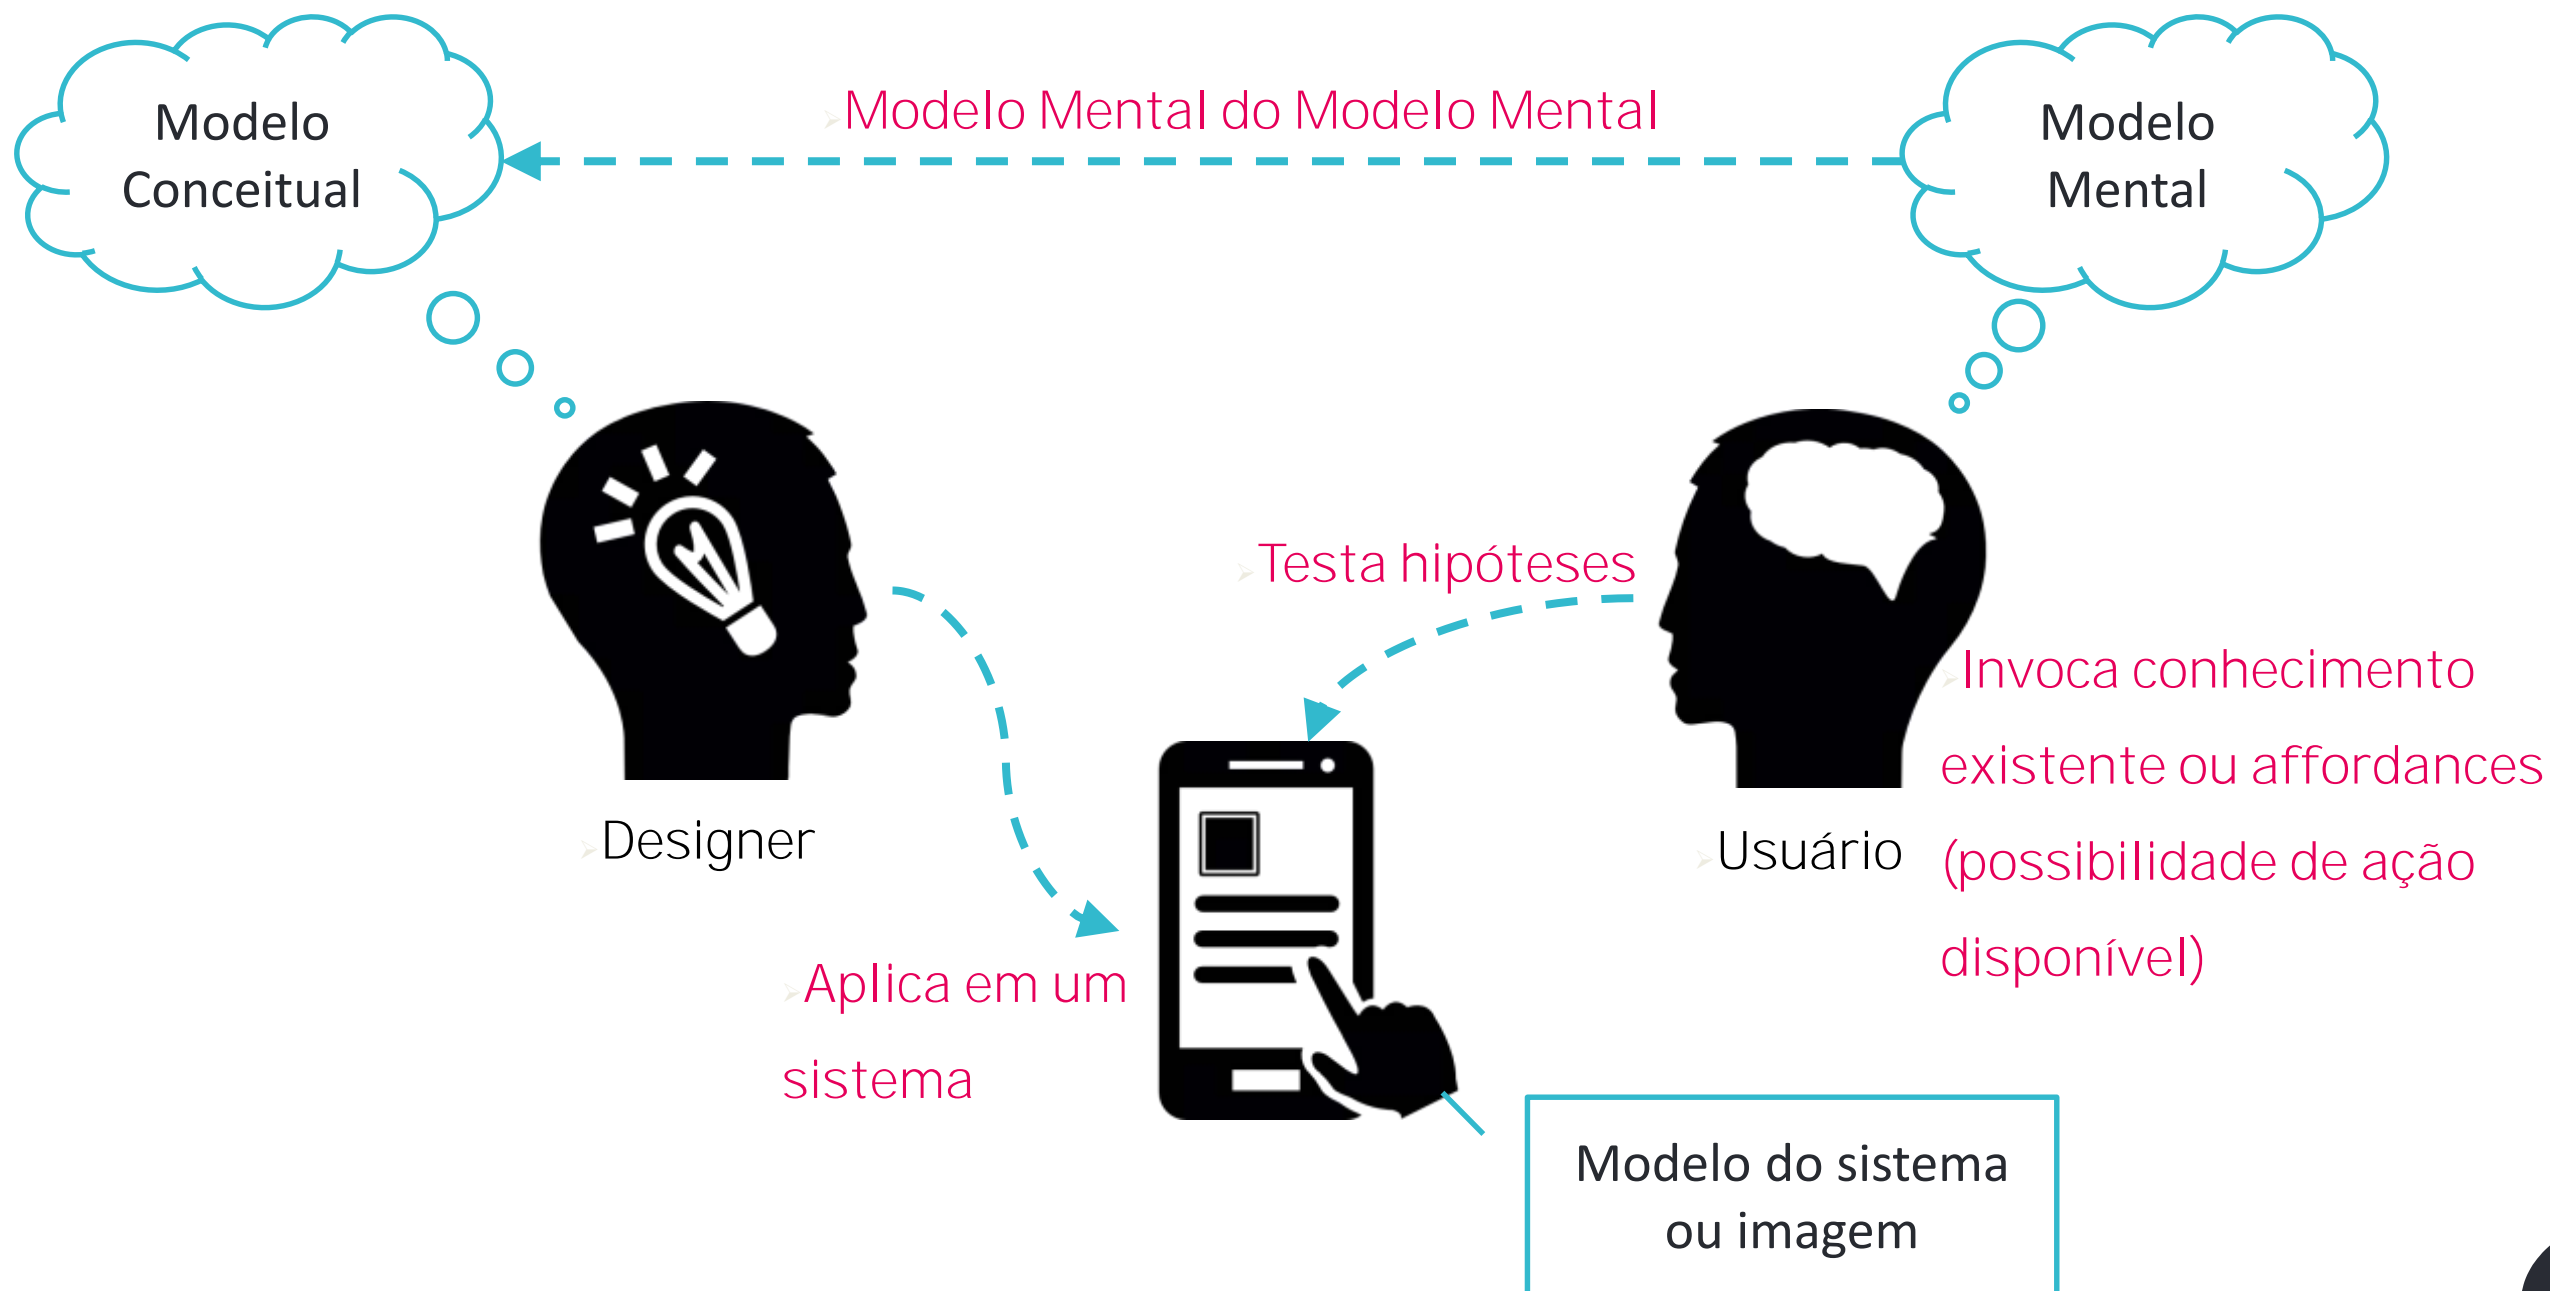 Modelo
Conceitual
Modelo Mental do Modelo Mental
Modelo
Mental
Testa hipóteses
Invoca conhecimento
existente ou affordances
(possibilidade de ação
disponível)
Designer
Usuário
Aplica em um
sistema
Modelo do sistema
ou imagem